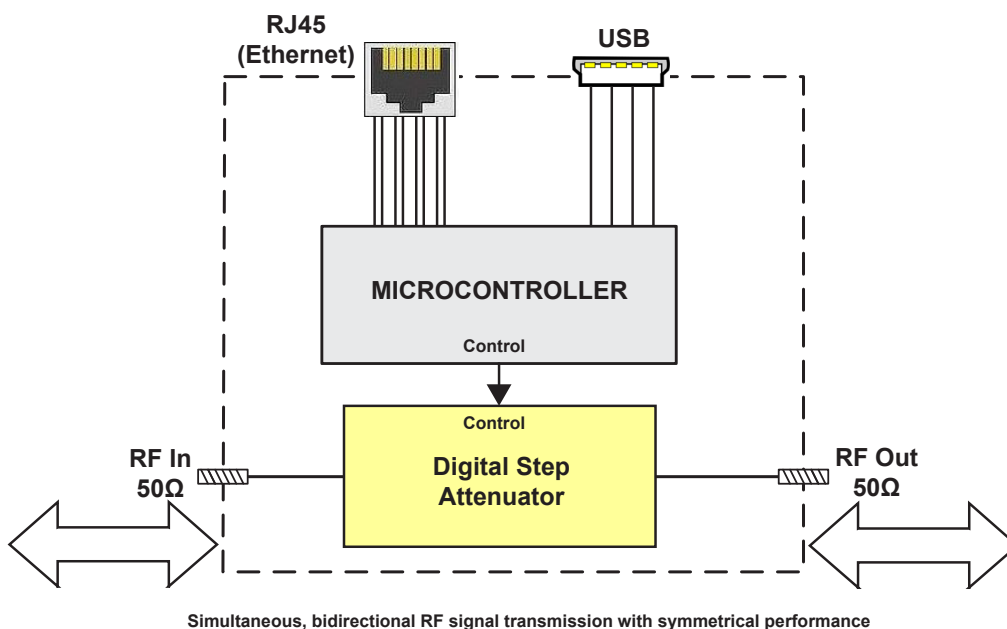 RJ45
(Ethernet)
USB
MICROCONTROLLER
Control
Control
Digital Step
Attenuator
RF In
50Ω
RF Out
50Ω
Simultaneous, bidirectional RF signal transmission with symmetrical performance